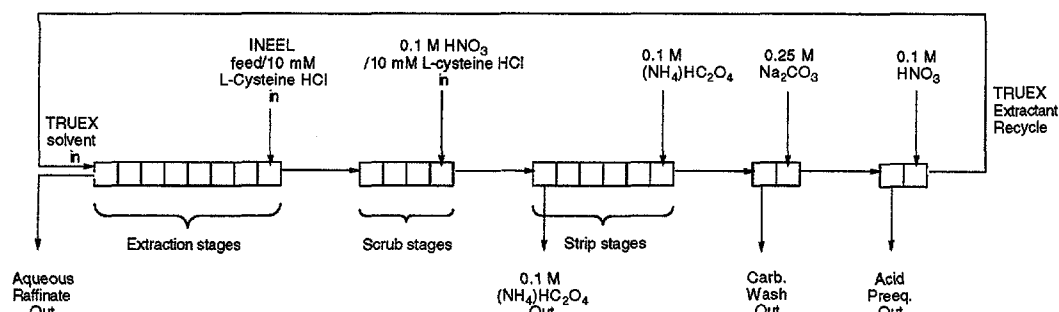 INEEL
feed/10 mM
L-Cysteine HCl
in
0.1 M HNO3
/10 mM L-cysteine HCl
in
0.1 M
(NH4)HC2O4
0.25 M
Na2CO3
0.1 M
HNO3
TRUEX
Extractant
Recycle
TRUEX
solvent
in
Extraction stages
Scrub stages
Strip stages
Aqueous
Raffinate
Out
0.1 M
(NH4)HC2O4
Out
Carb.
Wash
Out
Acid
Preeq.
Out